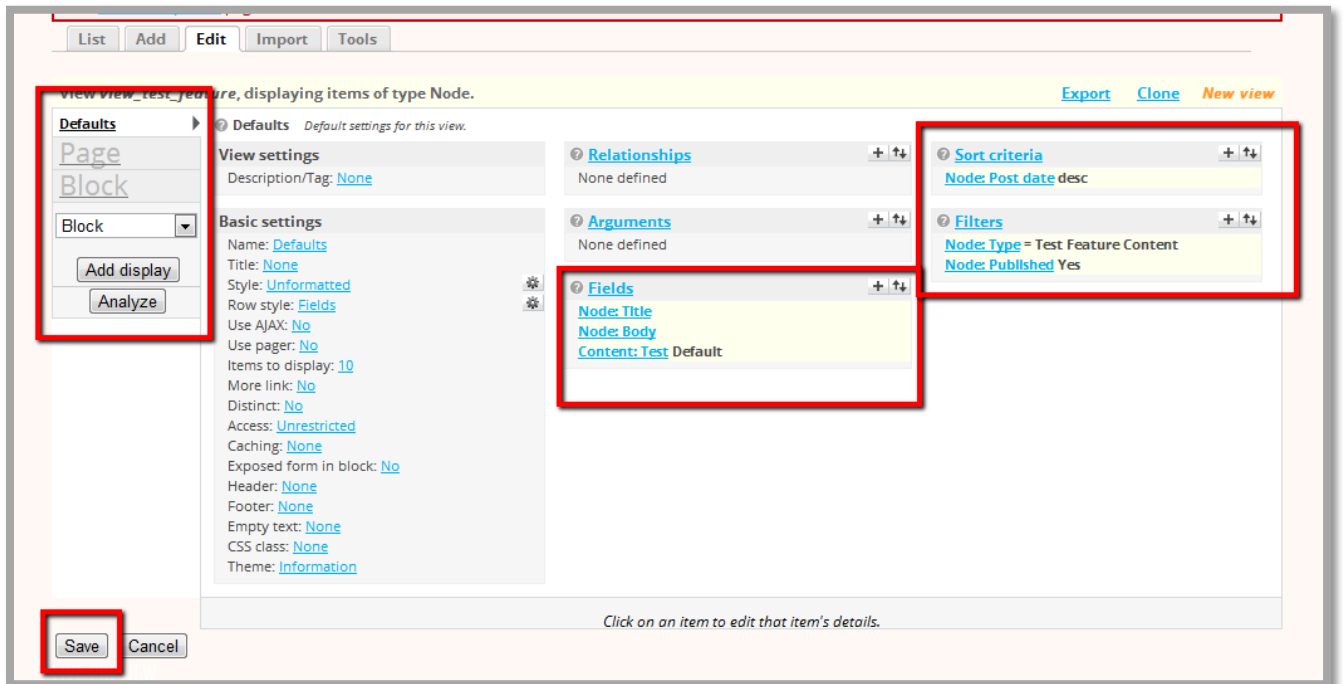 List Add Edit Import Tools
View view_test_feature, displaying items of type Node.
Export Clone New view
Defaults
Page
Block
Block
Add display
Analyze
Defaults Default settings for this view.
View settings
Description/Tag: None
Basic settings
Name: Defaults
Title: None
Style: Unformatted
Row style: Fields
Use AJAX: No
Use pager: No
Items to display: 10
More link: No
Distinct: No
Access: Unrestricted
Caching: None
Exposed form in block: No
Header: None
Footer: None
Empty text: None
CSS class: None
Theme: Information
Relationships
None defined
Arguments
None defined
Fields
Node: Title
Node: Body
Content: Test Default
Sort criteria
Node: Post date desc
Filters
Node: Type = Test Feature Content
Node: Published Yes
Click on an item to edit that item's details.
Save Cancel